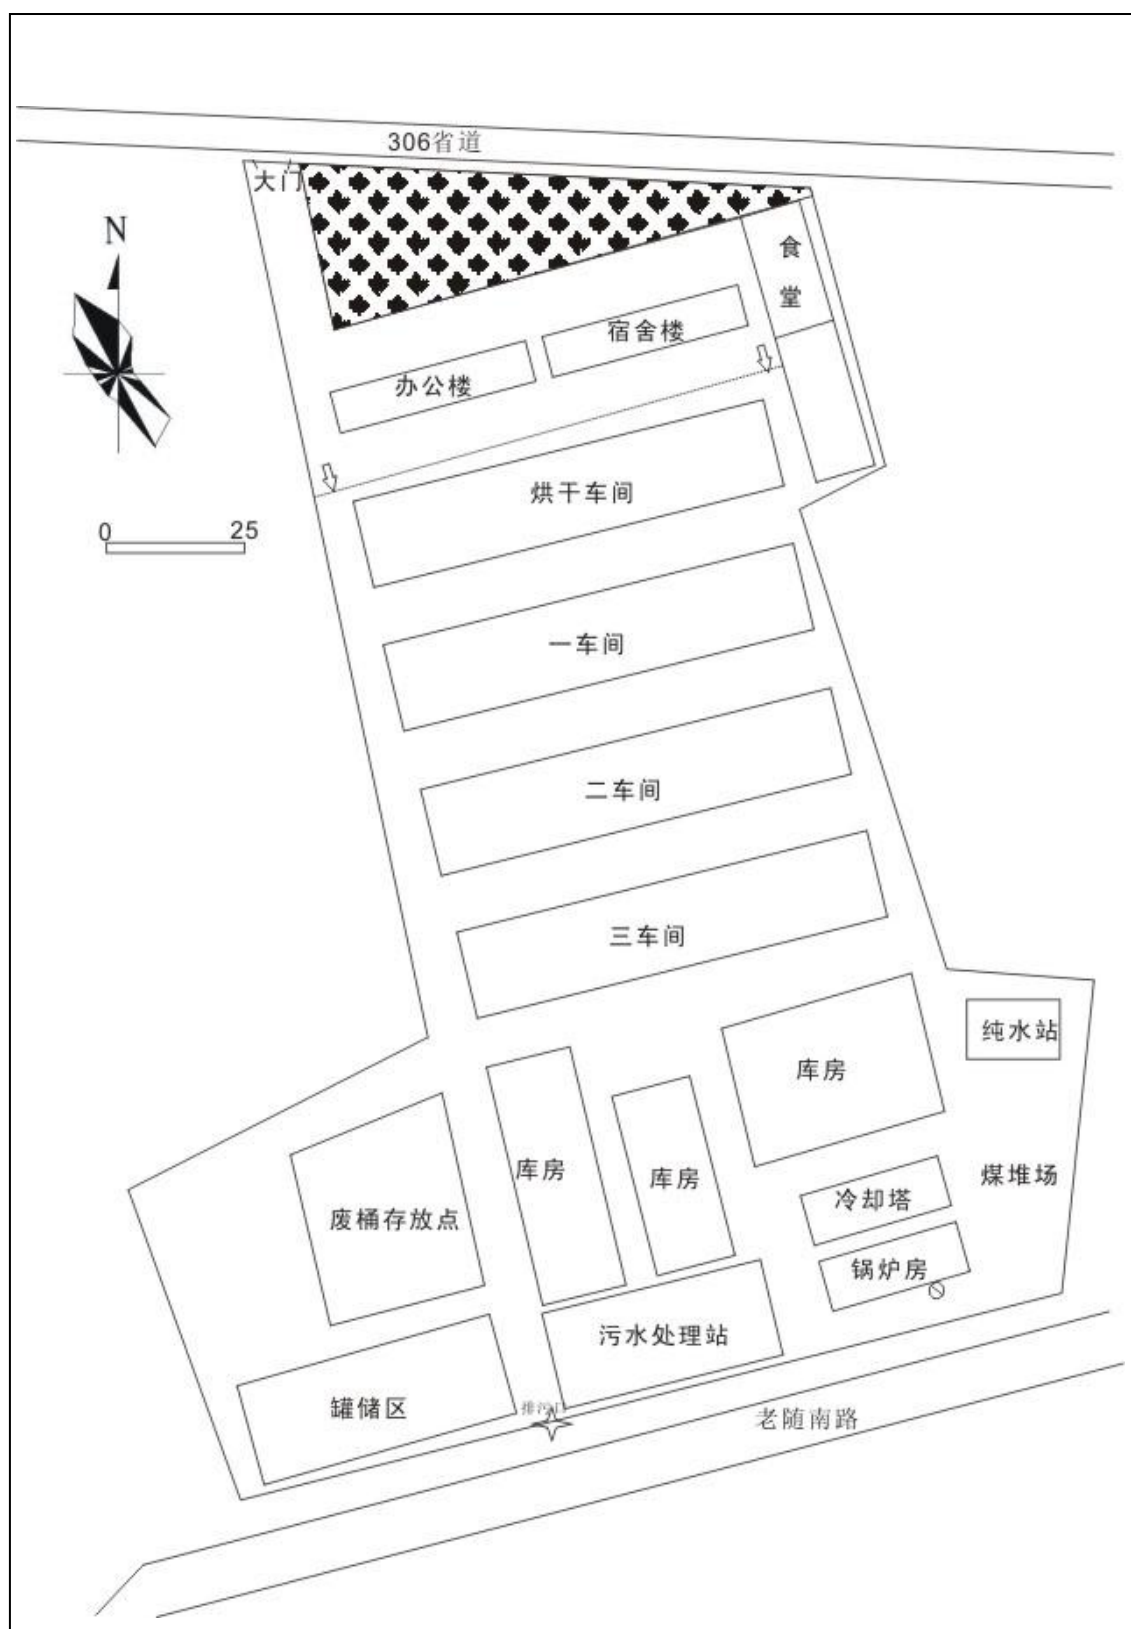 306省道
大门
N
食堂
宿舍楼
办公楼
烘干车间
0 25
一车间
二车间
三车间
纯水站
库房
库房
库房
煤堆场
冷却塔
废桶存放点
锅炉房
污水处理站
罐储区
排污口
老随南路